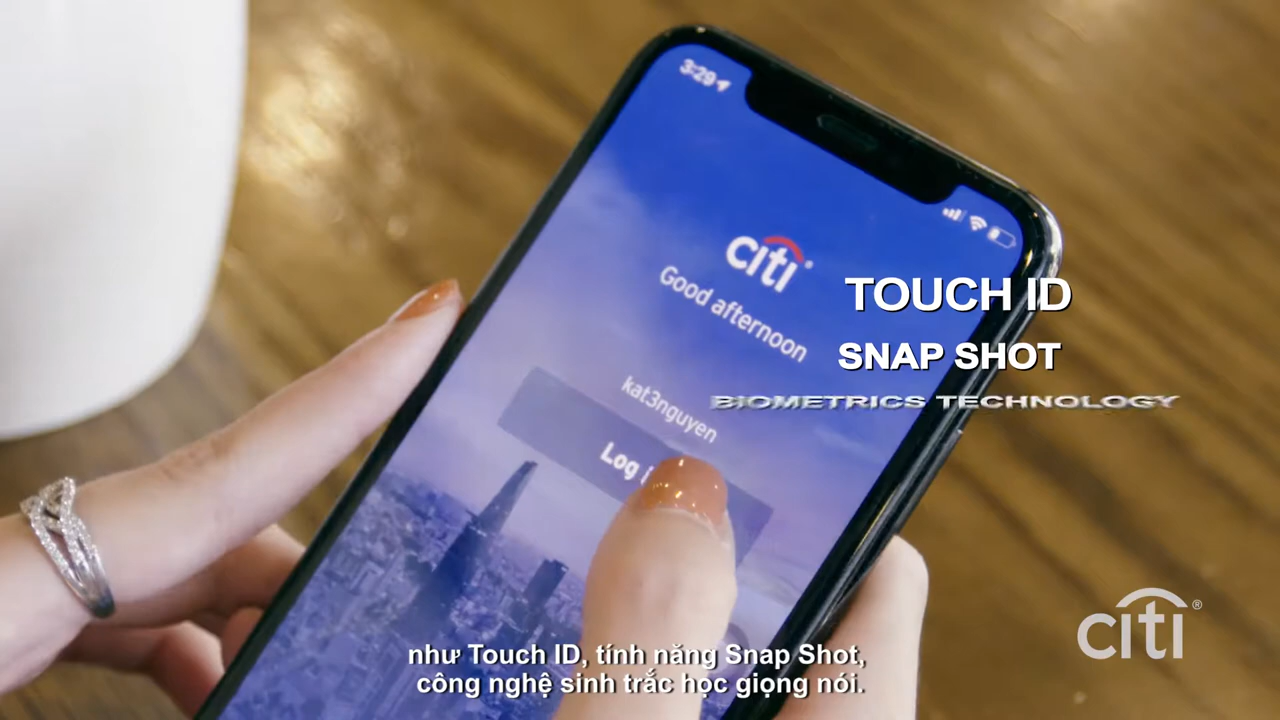 3:29
citi
Good afternoon
kat3nguyen
Log
TOUCH ID
SNAP SHOT
BIOMETRICS TECHNOLOGY
citi®
như Touch ID, tính năng Snap Shot,
công nghệ sinh trắc học giọng nói.